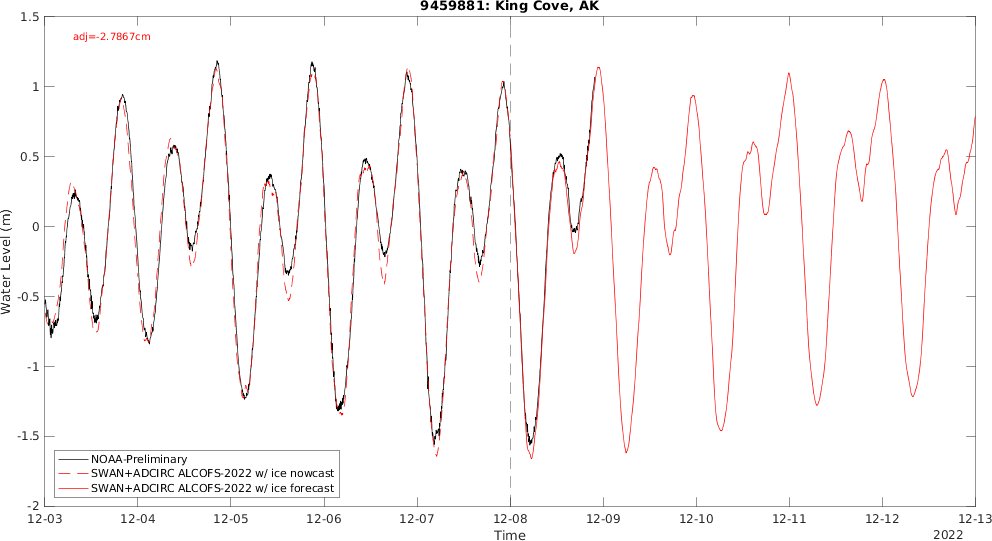 9459881: King Cove, AK
adj=-2.7867cm
1.5
1
0.5
0
-0.5
-1
-1.5
-2
Water Level (m)
NOAA-Preliminary
SWAN+ADCIRC ALCOFS-2022 w/ ice nowcast
SWAN+ADCIRC ALCOFS-2022 w/ ice forecast
12-03 12-04 12-05 12-06 12-07 12-08 12-09 12-10 12-11 12-12 12-13
Time
2022